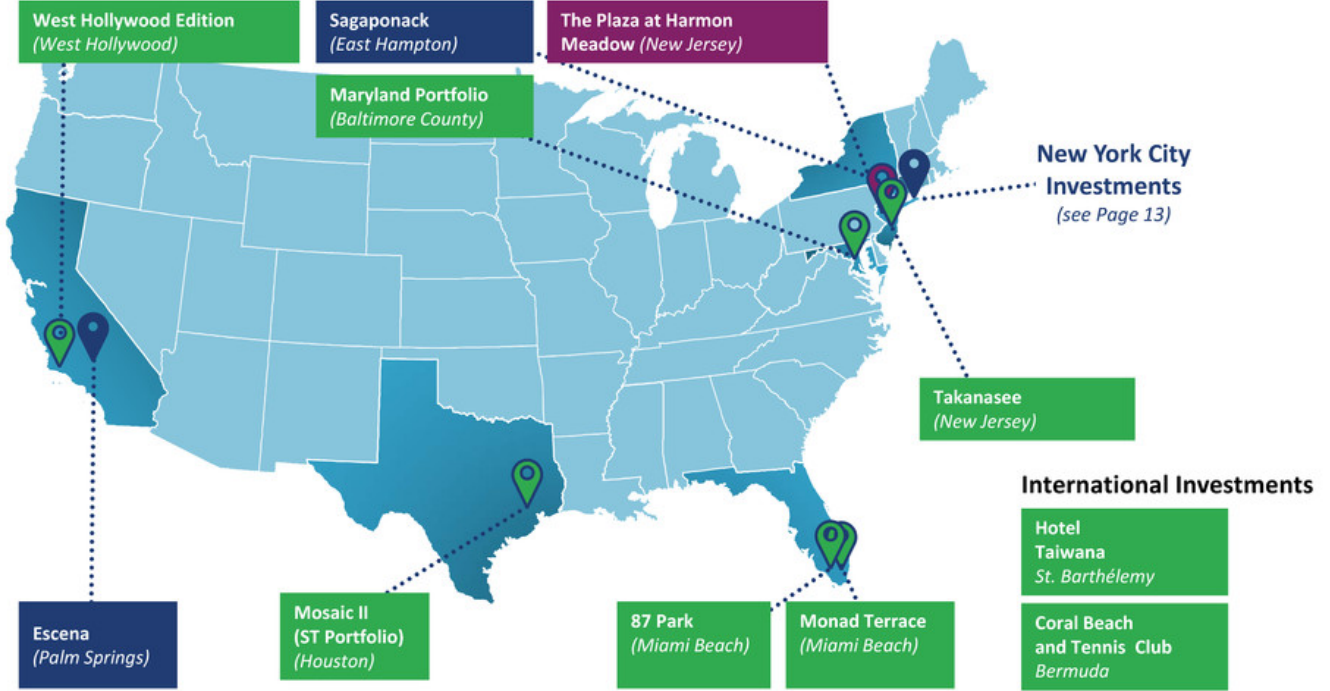 West Hollywood Edition
(West Hollywood)
Sagaponack
(East Hampton)
The Plaza at Harmon
Meadow (New Jersey)
Maryland Portfolio
(Baltimore County)
New York City
Investments
(see Page 13)
Takanasee
(New Jersey)
International Investments
Hotel
Taiwana
St. Barthélemy
Coral Beach
and Tennis Club
Bermuda
Escena
(Palm Springs)
Mosaic II
(ST Portfolio)
(Houston)
87 Park
(Miami Beach)
Monad Terrace
(Miami Beach)